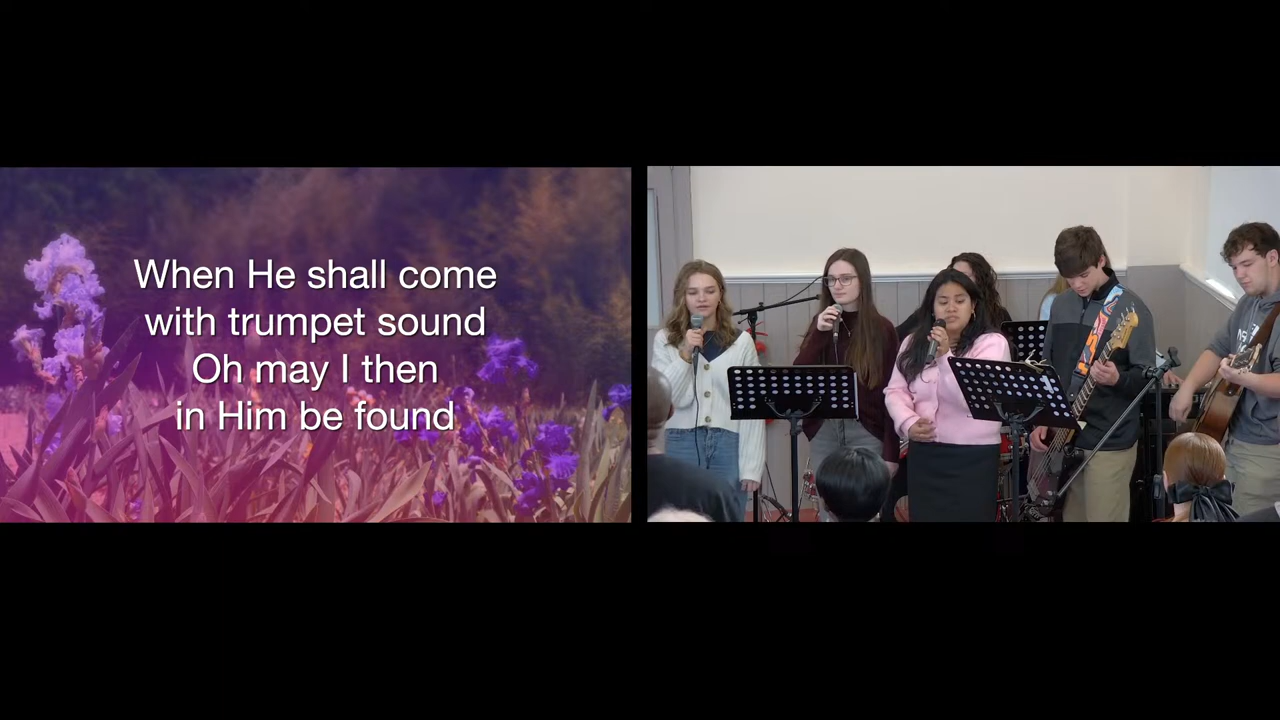 When He shall come
with trumpet sound
Oh may I then
in Him be found